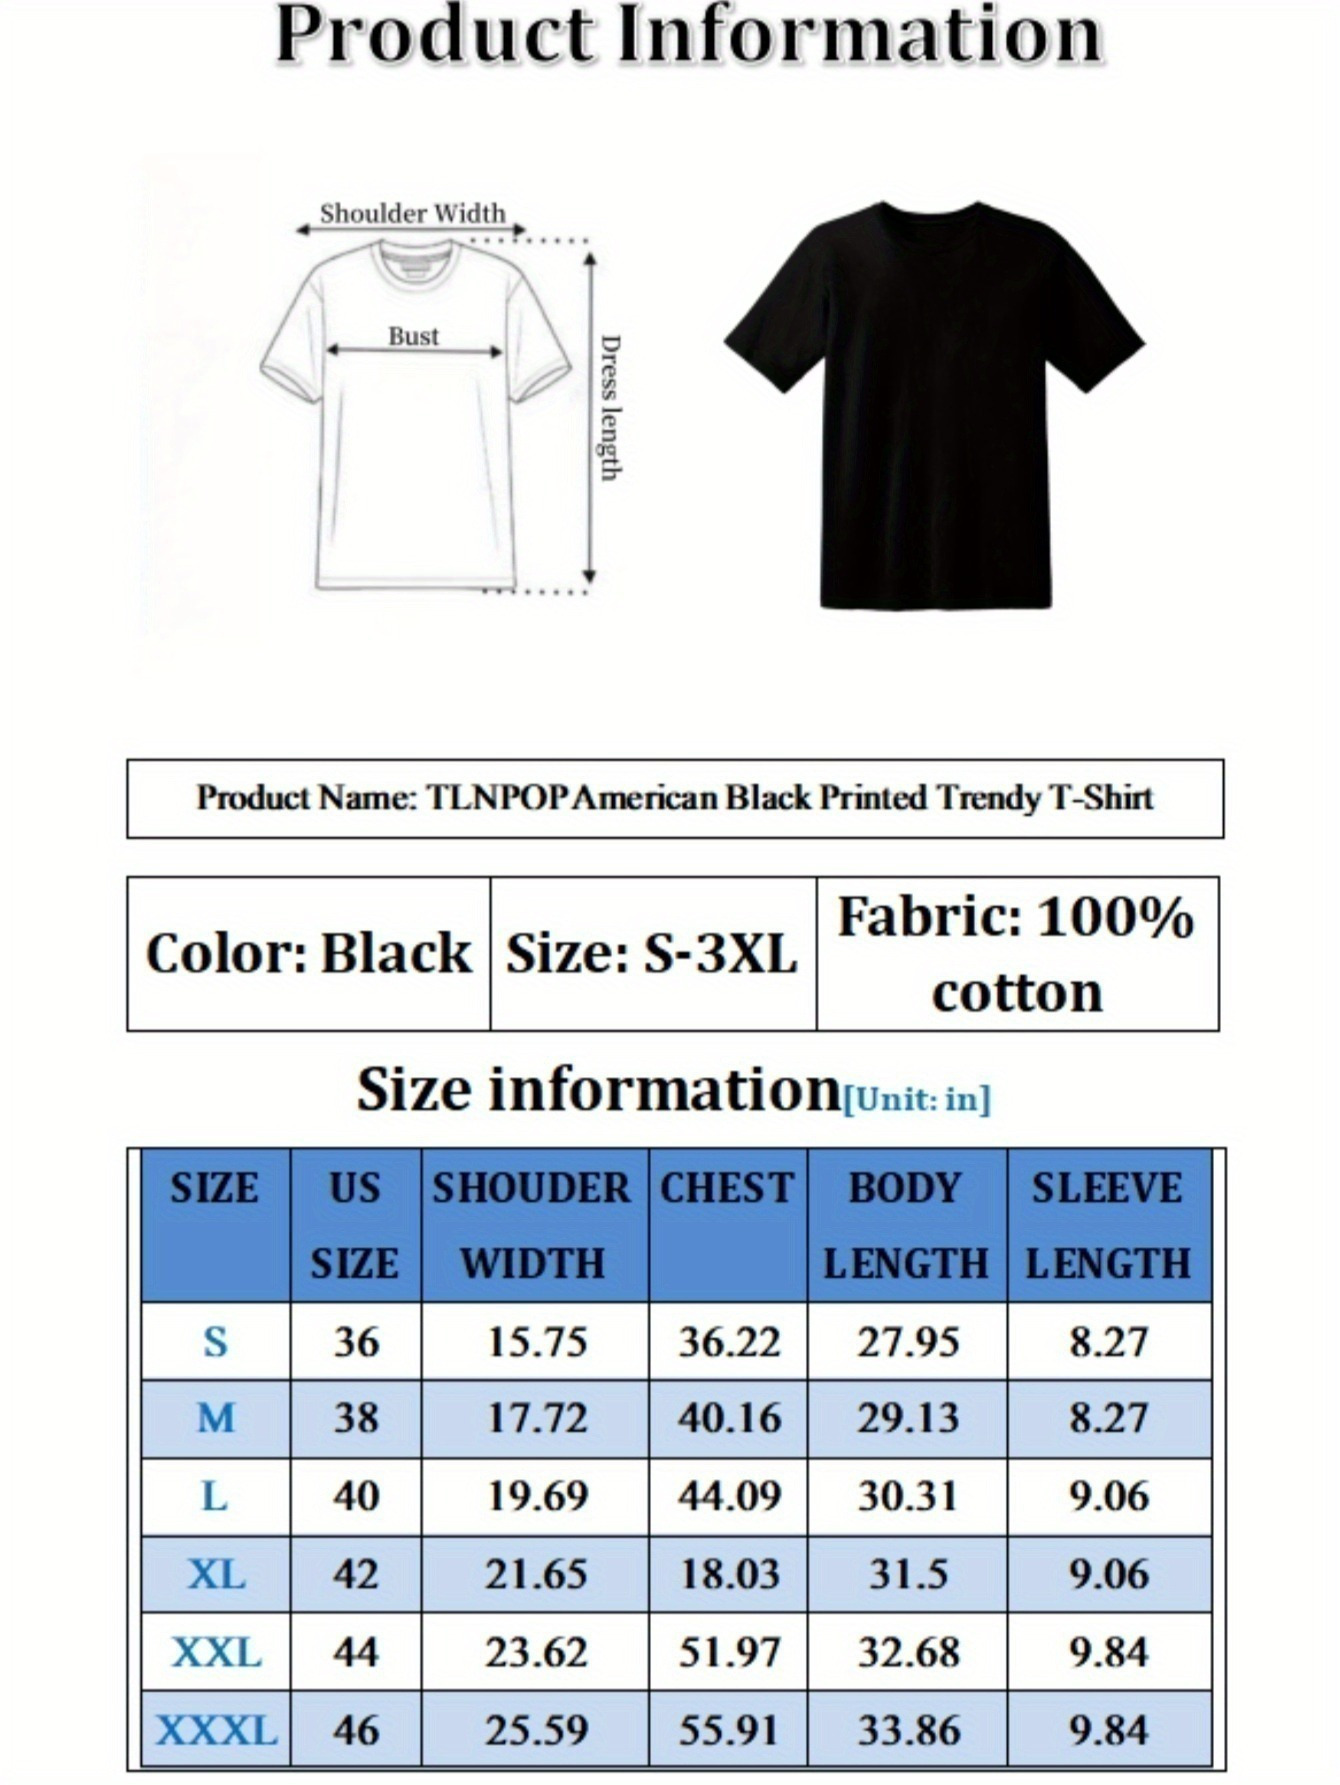 Product Information
Shoulder Width
Bust
Dress length
Product Name: TLNPOP American Black Printed Trendy T-Shirt
Color: Black Size: S-3XL Fabric: 100% cotton
Size information[Unit: in]
SIZE US SIZE SHOUDER WIDTH CHEST BODY LENGTH SLEEVE LENGTH
S 36 15.75 36.22 27.95 8.27
M 38 17.72 40.16 29.13 8.27
L 40 19.69 44.09 30.31 9.06
XL 42 21.65 18.03 31.5 9.06
XXL 44 23.62 51.97 32.68 9.84
XXXL 46 25.59 55.91 33.86 9.84